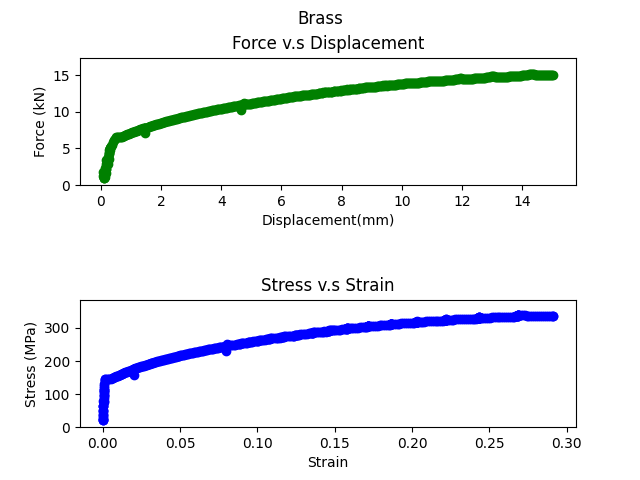 Brass
Force v.s Displacement
15
10
5
0
Force (kN)
0 2 4 6 8 10 12 14
Displacement(mm)
Stress v.s Strain
300
200
100
0
Stress (MPa)
0.00 0.05 0.10 0.15 0.20 0.25 0.30
Strain